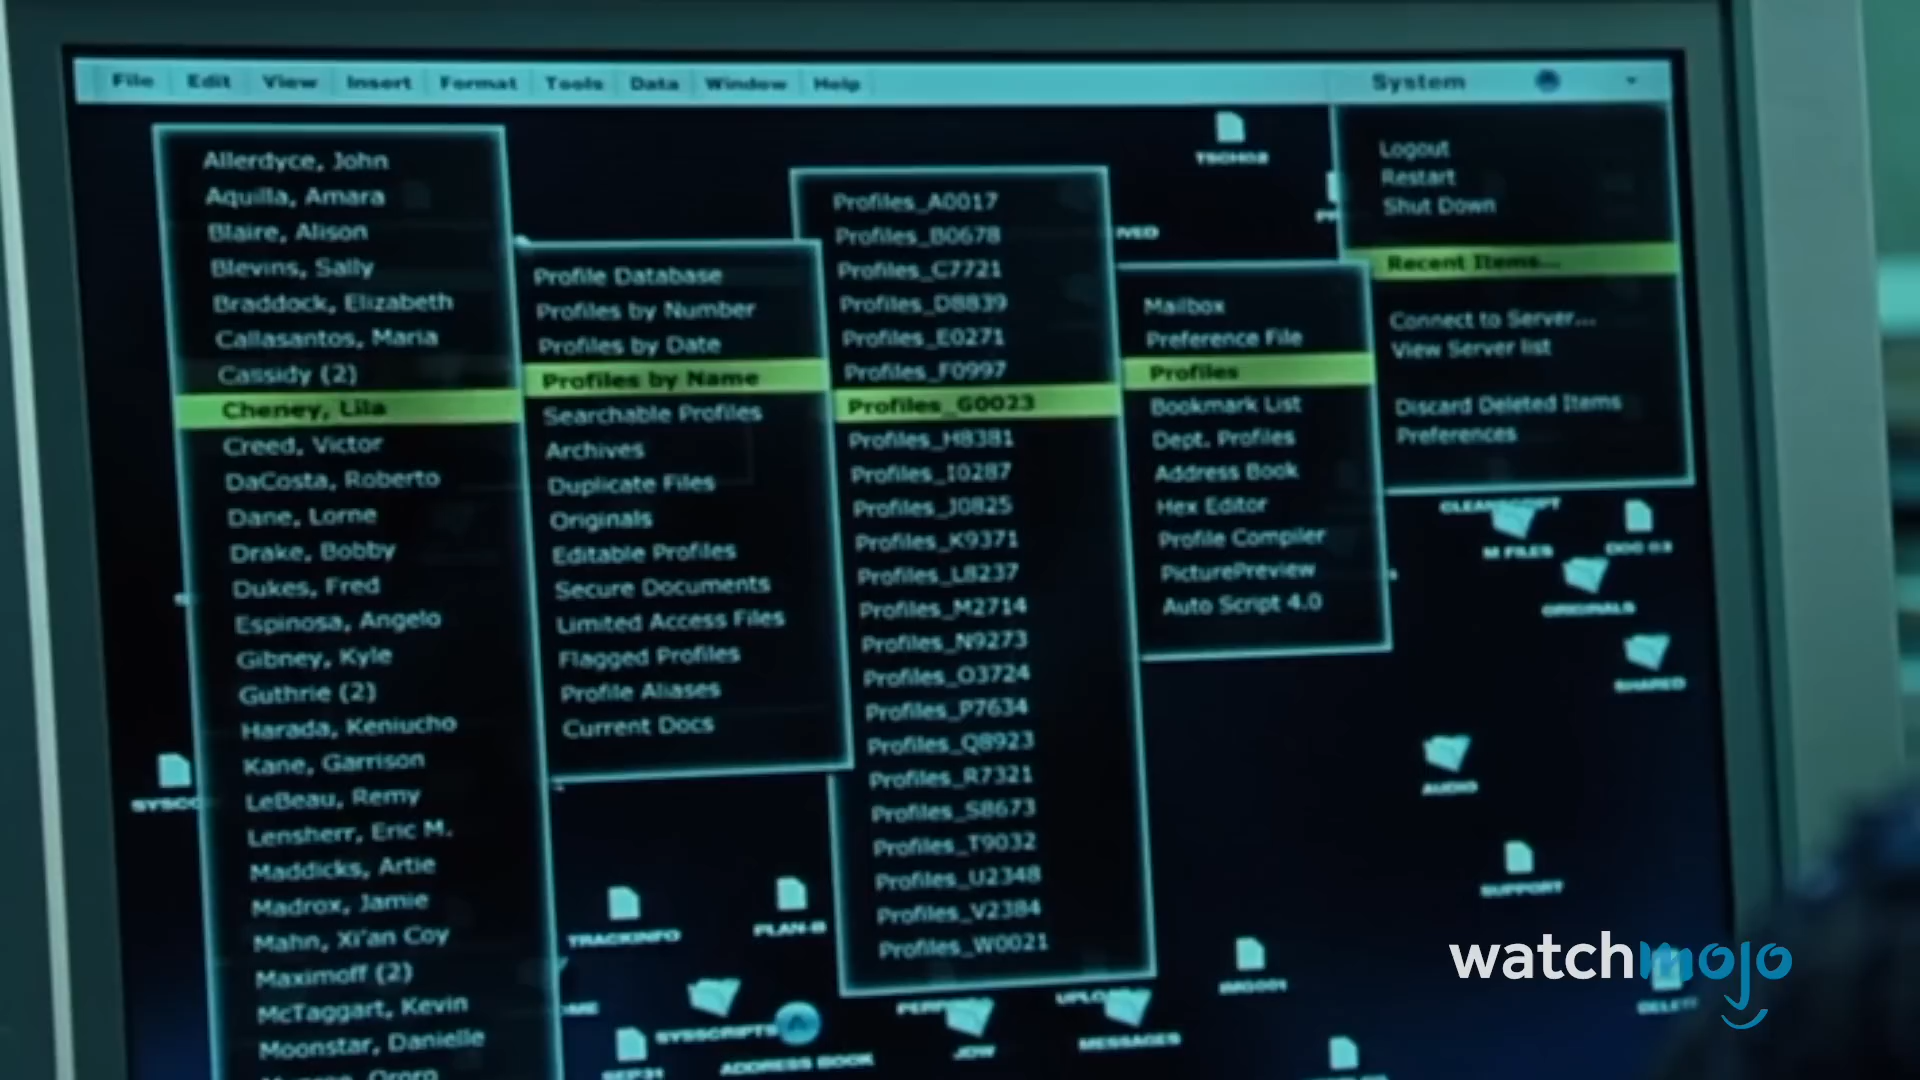 File Edit View Insert Format Tools Data Window Help System
Allerdyce, John
Aquilla, Amara
Blaire, Alison
Blevins, Sally
Braddock, Elizabeth
Callasantos, Maria
Cassidy (2)
Cheney, Lila
Creed, Victor
DaCosta, Roberto
Dane, Lorne
Drake, Bobby
Dukes, Fred
Espinosa, Angelo
Gibney, Kyle
Guthrie (2)
Harada, Keniucho
Kane, Garrison
LeBeau, Remy
Lensherr, Eric M.
Maddicks, Artie
Madrox, Jamie
Mahn, Xi'an Coy
Maximoff (2)
McTaggart, Kevin
Moonstar, Danielle
Profile Database
Profiles by Number
Profiles by Date
Profiles by Name
Searchable Profiles
Archives
Duplicate Files
Originals
Editable Profiles
Secure Documents
Limited Access Files
Flagged Profiles
Profile Aliases
Current Docs
Profiles_A0017
Profiles_B0678
Profiles_C7721
Profiles_D8839
Profiles_E0271
Profiles_F0997
Profiles_G0023
Profiles_H8381
Profiles_I0287
Profiles_J0825
Profiles_K9371
Profiles_L8237
Profiles_M2714
Profiles_N9273
Profiles_O3724
Profiles_P7634
Profiles_Q8923
Profiles_R7321
Profiles_S8673
Profiles_T9032
Profiles_U2348
Profiles_V2384
Profiles_W0021
Mailbox
Preference File
Profiles
Bookmark List
Dept. Profiles
Address Book
Hex Editor
Profile Compiler
PicturePreview
Auto Script 4.0
Logout
Restart
Shut Down
Recent Items...
Connect to Server...
View Server list
Discard Deleted Items
Preferences
M FILES
DOC 03
ORIGINALS
SHARED
AUDIO
SUPPORT
TRACKINFO
PLAN-B
IMG001
SYSSCRIPTS
ADDRESS BOOK
JDW
MESSAGES
SEP31
watchmojo